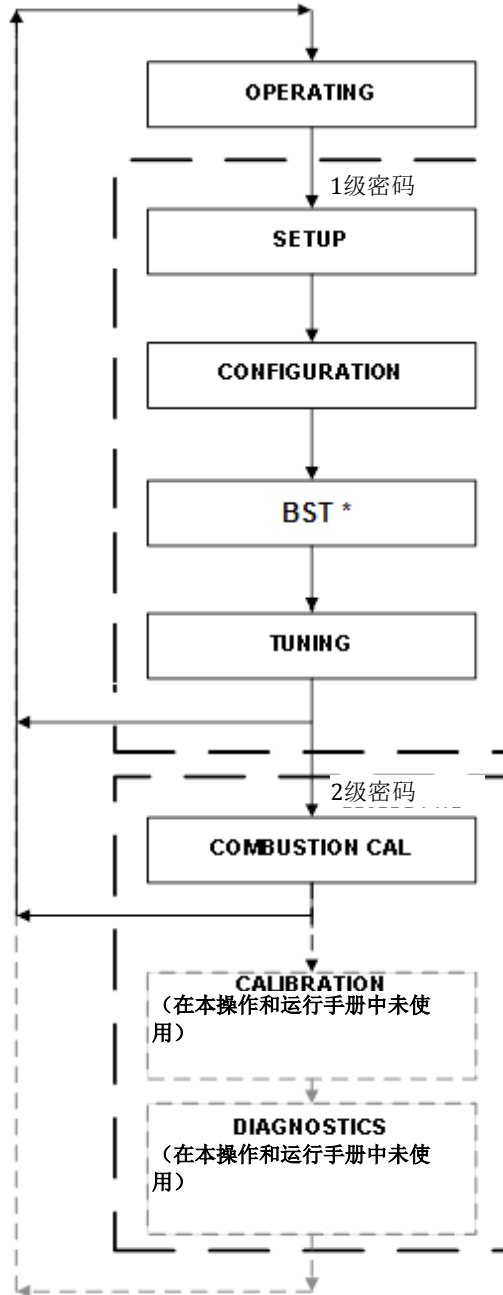 OPERATING
1级密码
SETUP
CONFIGURATION
BST *
TUNING
2级密码
COMBUSTION CAL
CALIBRATION
（在本操作和运行手册中未使
用）
DIAGNOSTICS
（在本操作和运行手册中未使
用）